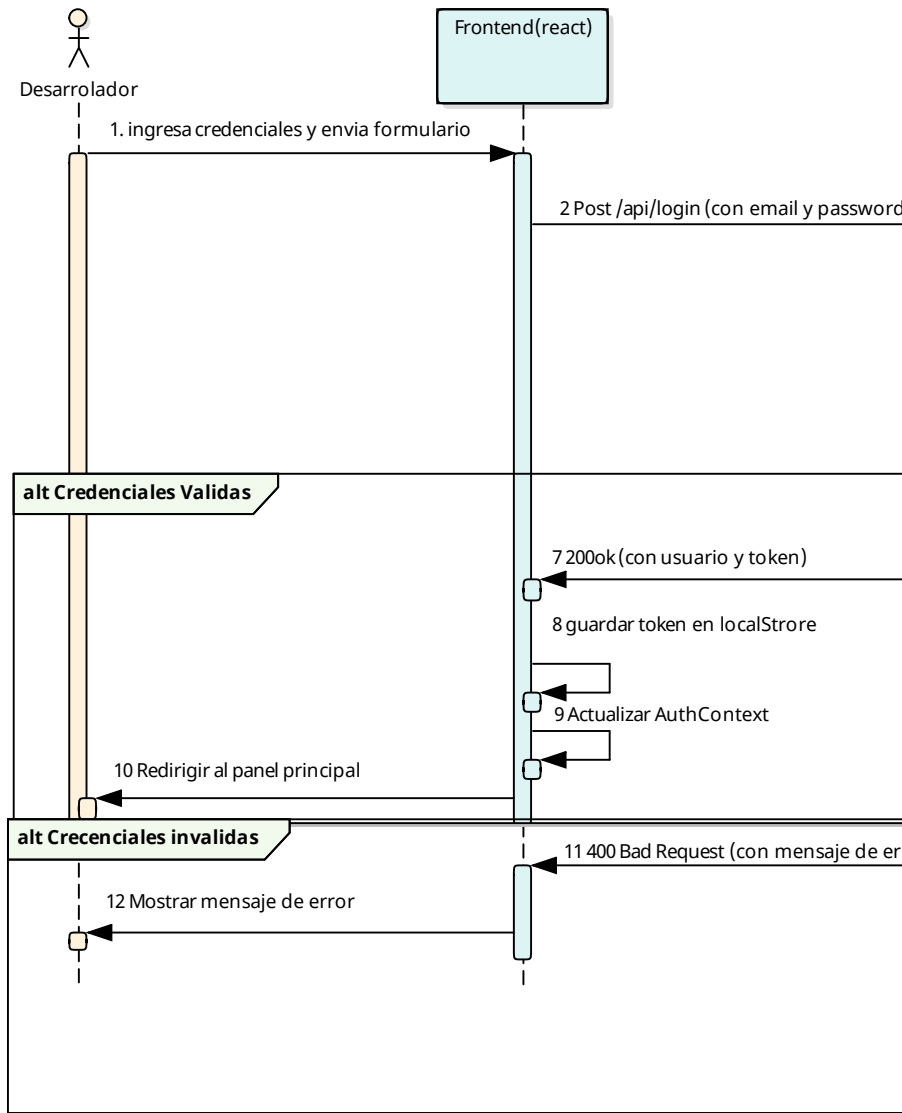 Desarrolador
Frontend(react)
1. ingresa credenciales y envia formulario
2 Post /api/login (con email y password
alt Credenciales Validas
7 200ok (con usuario y token)
8 guardar token en localStrore
9 Actualizar AuthContext
10 Redirigir al panel principal
alt Crecenciales invalidas
11 400 Bad Request (con mensaje de er
12 Mostrar mensaje de error